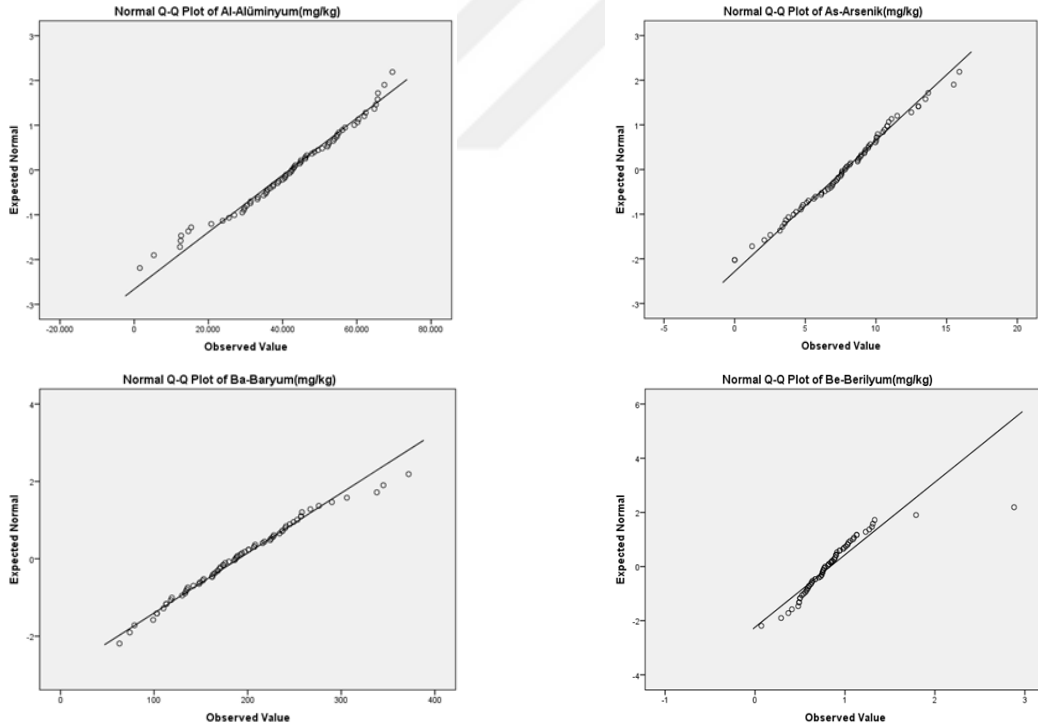 Normal Q-Q Plot of Al-Alüminyum(mg/kg)
Expected Normal
3
2
1
0
-1
-2
-3
-20.000 0 20.000 40.000 60.000 80.000
Observed Value
Normal Q-Q Plot of As-Arsenik(mg/kg)
Expected Normal
3
2
1
0
-1
-2
-3
-5 0 5 10 15 20
Observed Value
Normal Q-Q Plot of Ba-Baryum(mg/kg)
Expected Normal
4
2
0
-2
0 100 200 300 400
Observed Value
Normal Q-Q Plot of Be-Berilyum(mg/kg)
Expected Normal
6
4
2
0
-2
-4
-1 0 1 2 3
Observed Value